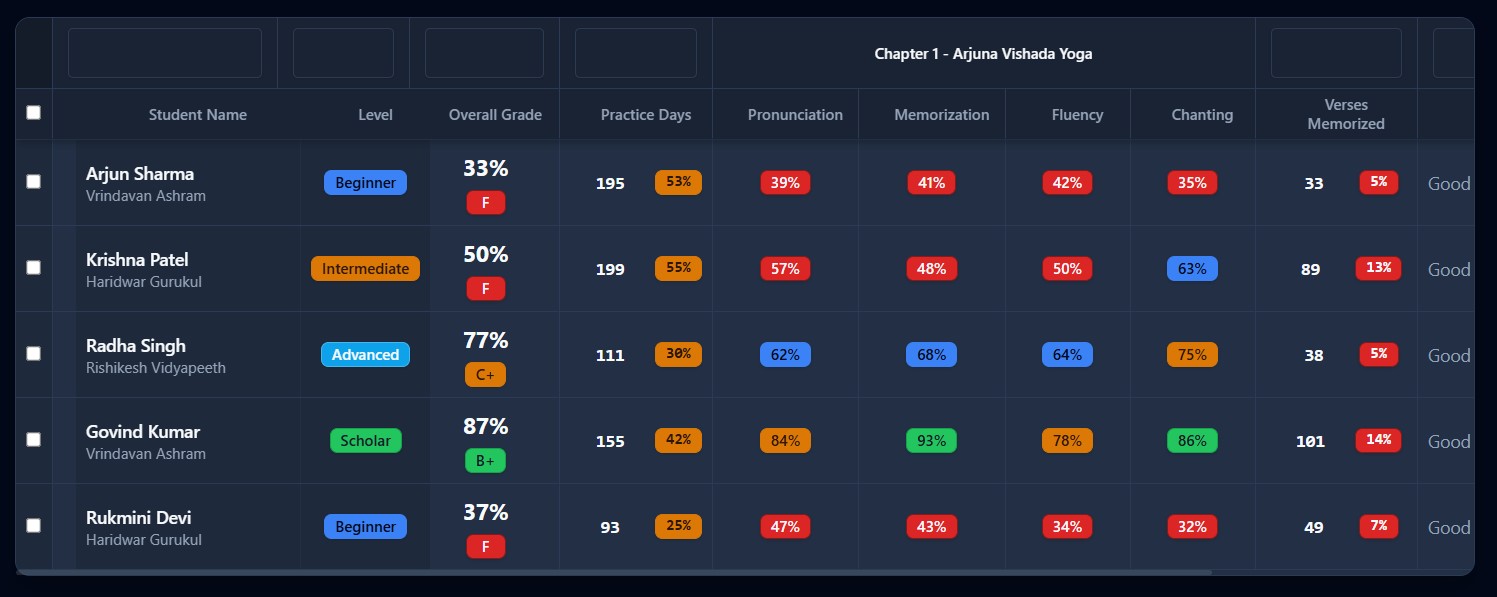 Chapter 1 - Arjuna Vishada Yoga
Student Name Level Overall Grade Practice Days Pronunciation Memorization Fluency Chanting Verses
Memorized
Arjun Sharma
Vrindavan Ashram
Beginner
33%
F
195 53% 39% 41% 42% 35% 33 5% Good
Krishna Patel
Haridwar Gurukul
Intermediate
50%
F
199 55% 57% 48% 50% 63% 89 13% Good
Radha Singh
Rishikesh Vidyapeeth
Advanced
77%
C+
111 30% 62% 68% 64% 75% 38 5% Good
Govind Kumar
Vrindavan Ashram
Scholar
87%
B+
155 42% 84% 93% 78% 86% 101 14% Good
Rukmini Devi
Haridwar Gurukul
Beginner
37%
F
93 25% 47% 43% 34% 32% 49 7% Good